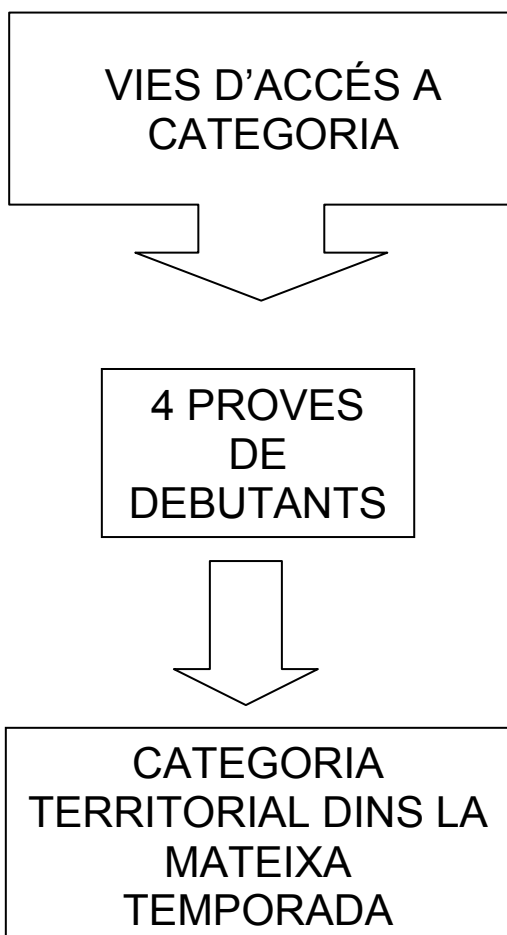 VIES D’ACCÉS A
CATEGORIA
4 PROVES
DE
DEBUTANTS
CATEGORIA
TERRITORIAL DINS LA
MATEIXA
TEMPORADA